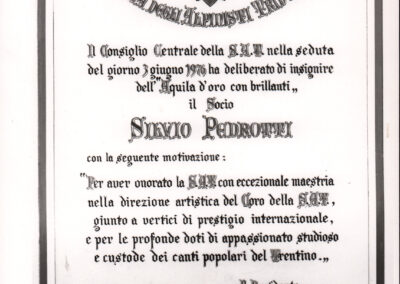 DEGLI ALPINISTI
Il Consiglio Centrale della S.A.T. nella seduta
del giorno 3 giugno 1976 ha deliberato di insignire
dell'"Aquila d'oro con brillanti„
il Socio
SILVIO PEDROTTI
con la seguente motivazione :
"Per aver onorato la SAT con eccezionale maestria
nella direzione artistica del Coro della SAT,
giunto a vertici di prestigio internazionale,
e per le profonde doti di appassionato studioso
e custode dei canti popolari del Trentino.„